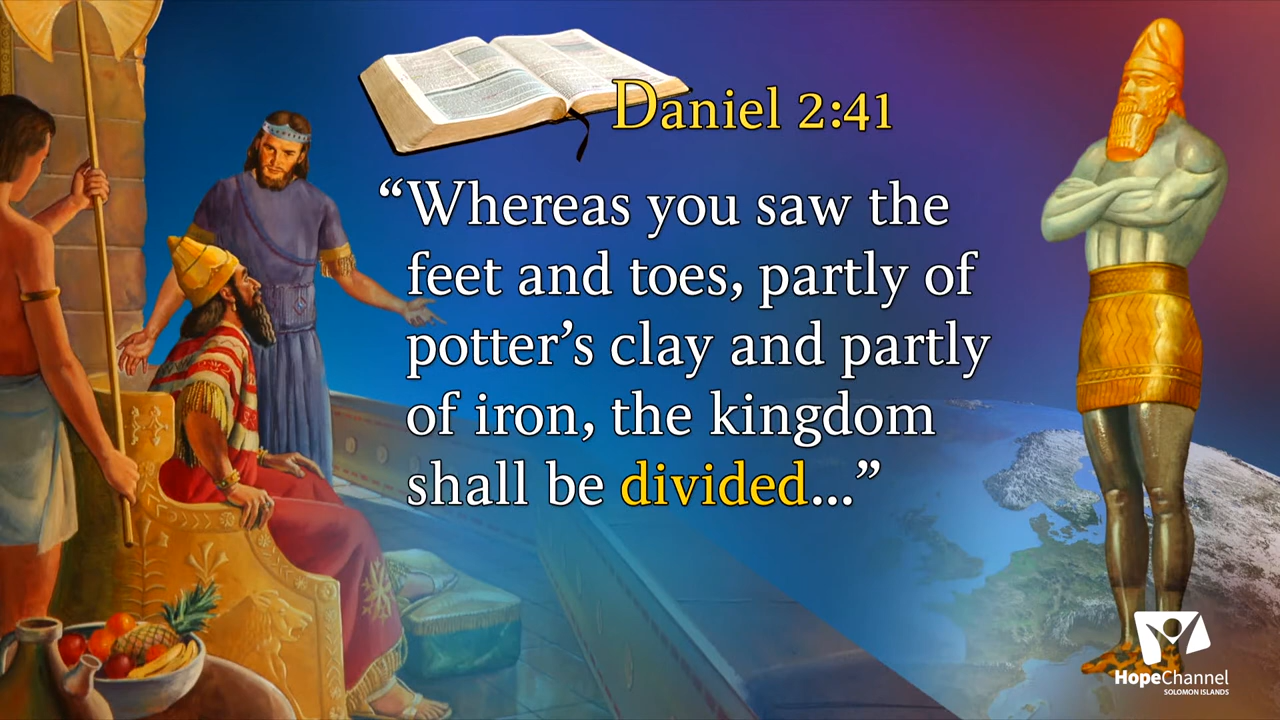 Daniel 2:41
“Whereas you saw the
feet and toes, partly of
potter’s clay and partly
of iron, the kingdom
shall be divided...”
HopeChannel
SOLOMON ISLANDS